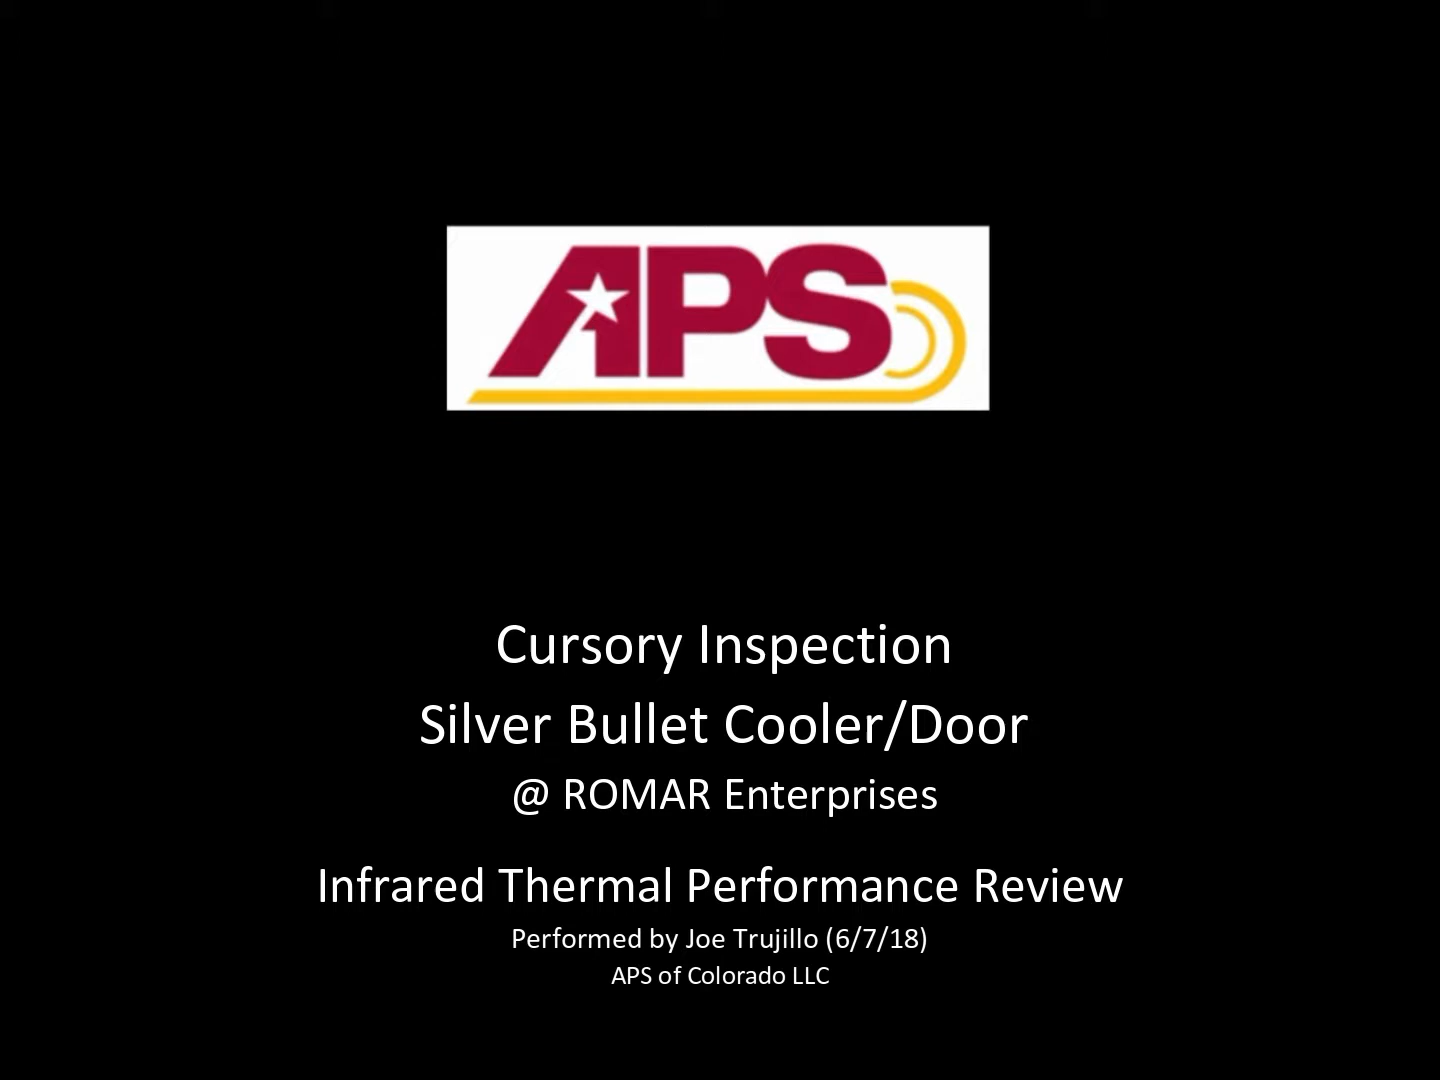 APS
Cursory Inspection
Silver Bullet Cooler/Door
@ ROMAR Enterprises
Infrared Thermal Performance Review
Performed by Joe Trujillo (6/7/18)
APS of Colorado LLC